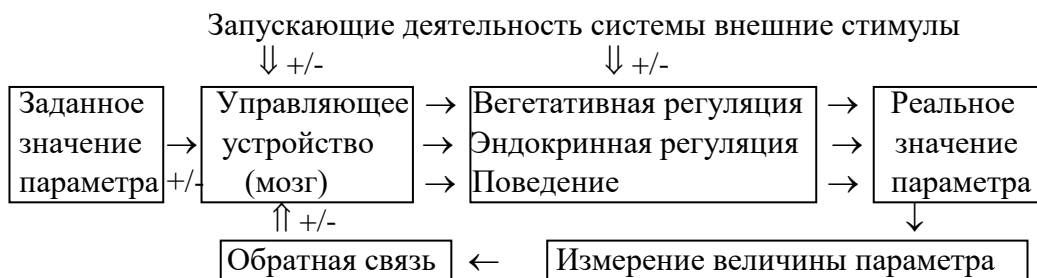 Запускающие деятельность системы внешние стимулы
⇓ +/- ⇓ +/-
Заданное Управляющее → Вегетативная регуляция → Реальное
значение → устройство → Эндокринная регуляция → значение
параметра +/- (мозг) → Поведение → параметра
⇑ +/- ↓
Обратная связь ← Измерение величины параметра